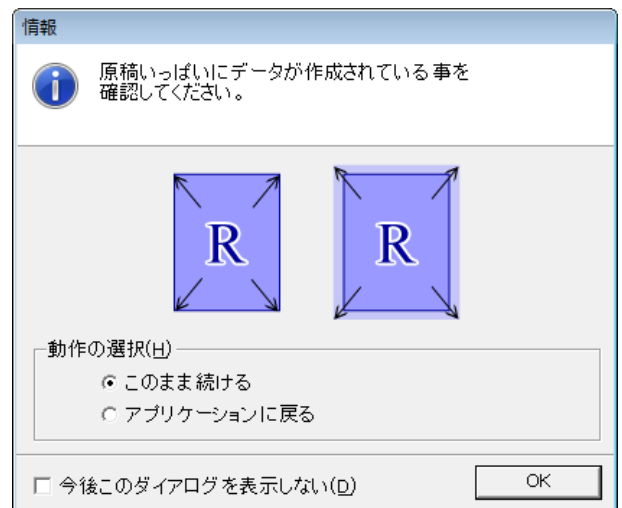 情報
原稿いっぱいにデータが作成されている事を
確認してください。
R
R
動作の選択(H)
このまま続ける
アプリケーションに戻る
今後このダイアログを表示しない(D)
OK